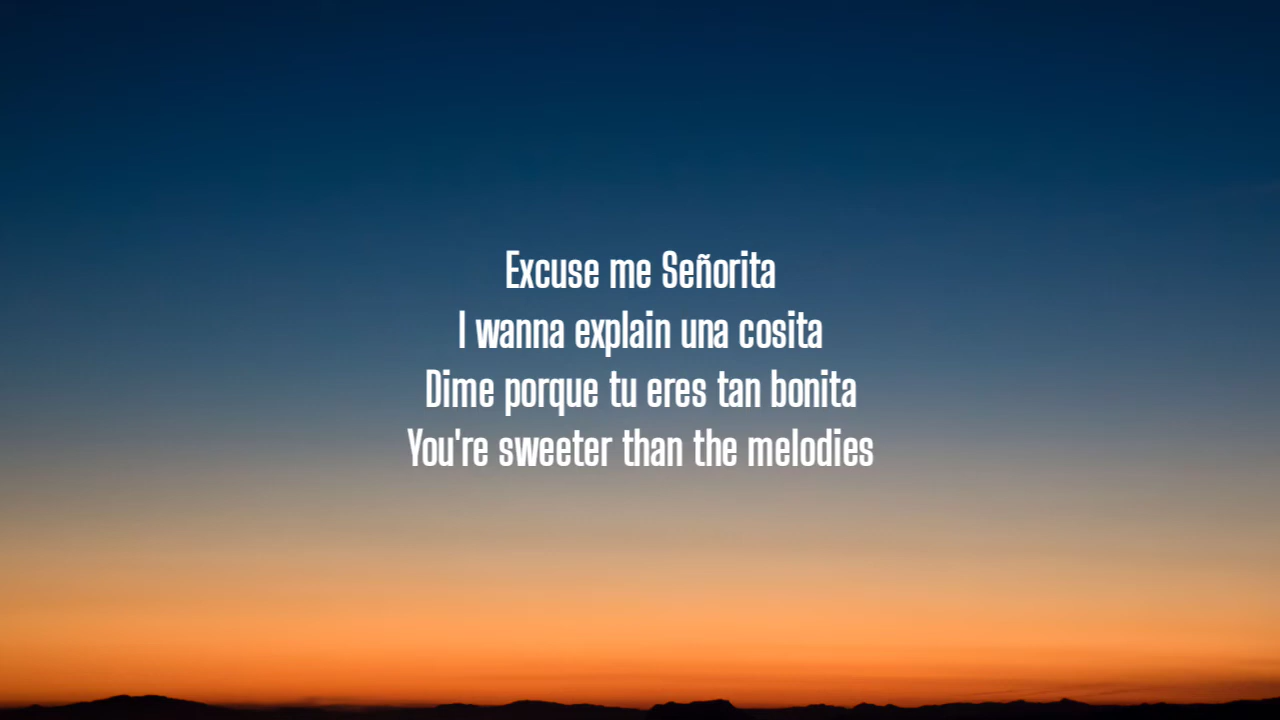 Excuse me Señorita
I wanna explain una cosita
Dime porque tu eres tan bonita
You're sweeter than the melodies